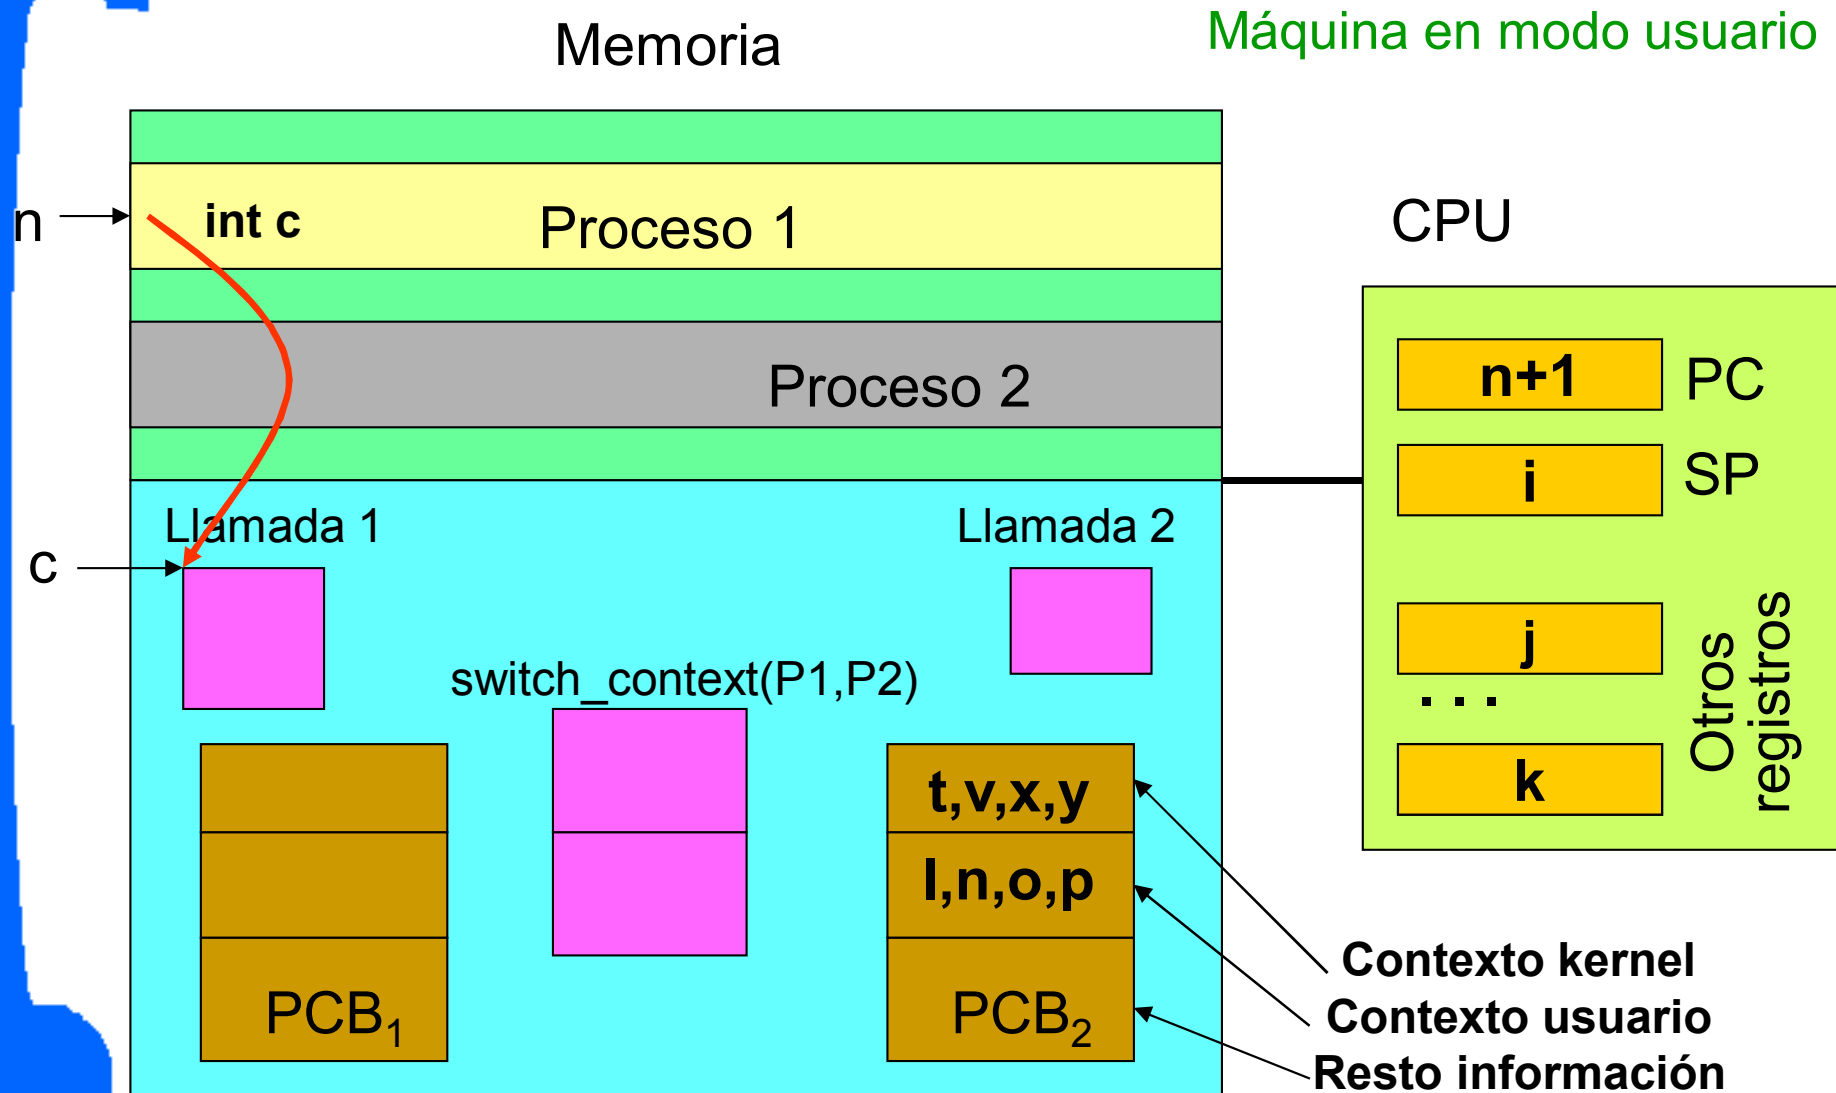 Máquina en modo usuario
Memoria
n
int c
Proceso 1
CPU
Proceso 2
n+1
PC
i
SP
Llamada 1
Llamada 2
c
j
switch_context(P1,P2)
. . .
Otros
registros
t,v,x,y
k
l,n,o,p
Contexto kernel
PCB₁
PCB₂
Contexto usuario
Resto información